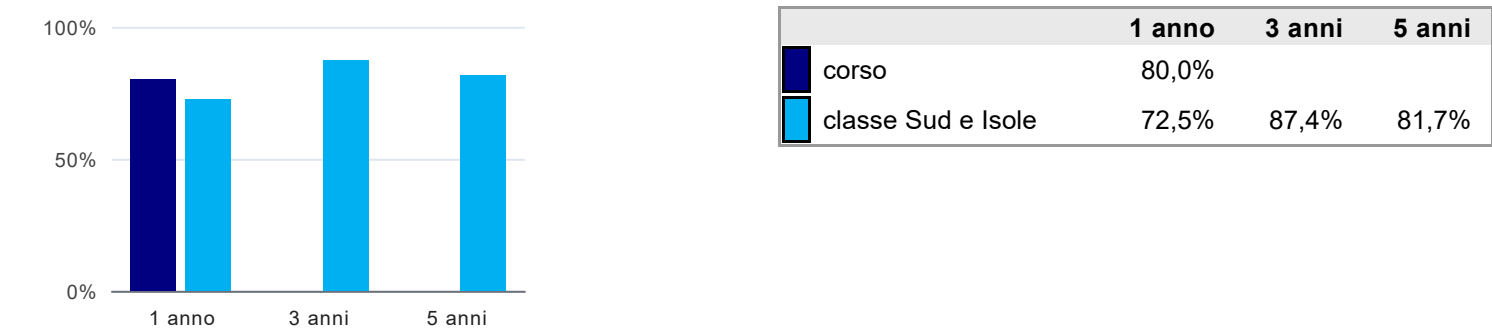 100%
50%
0%
1 anno 3 anni 5 anni
1 anno 3 anni 5 anni
corso 80,0%
classe Sud e Isole 72,5% 87,4% 81,7%